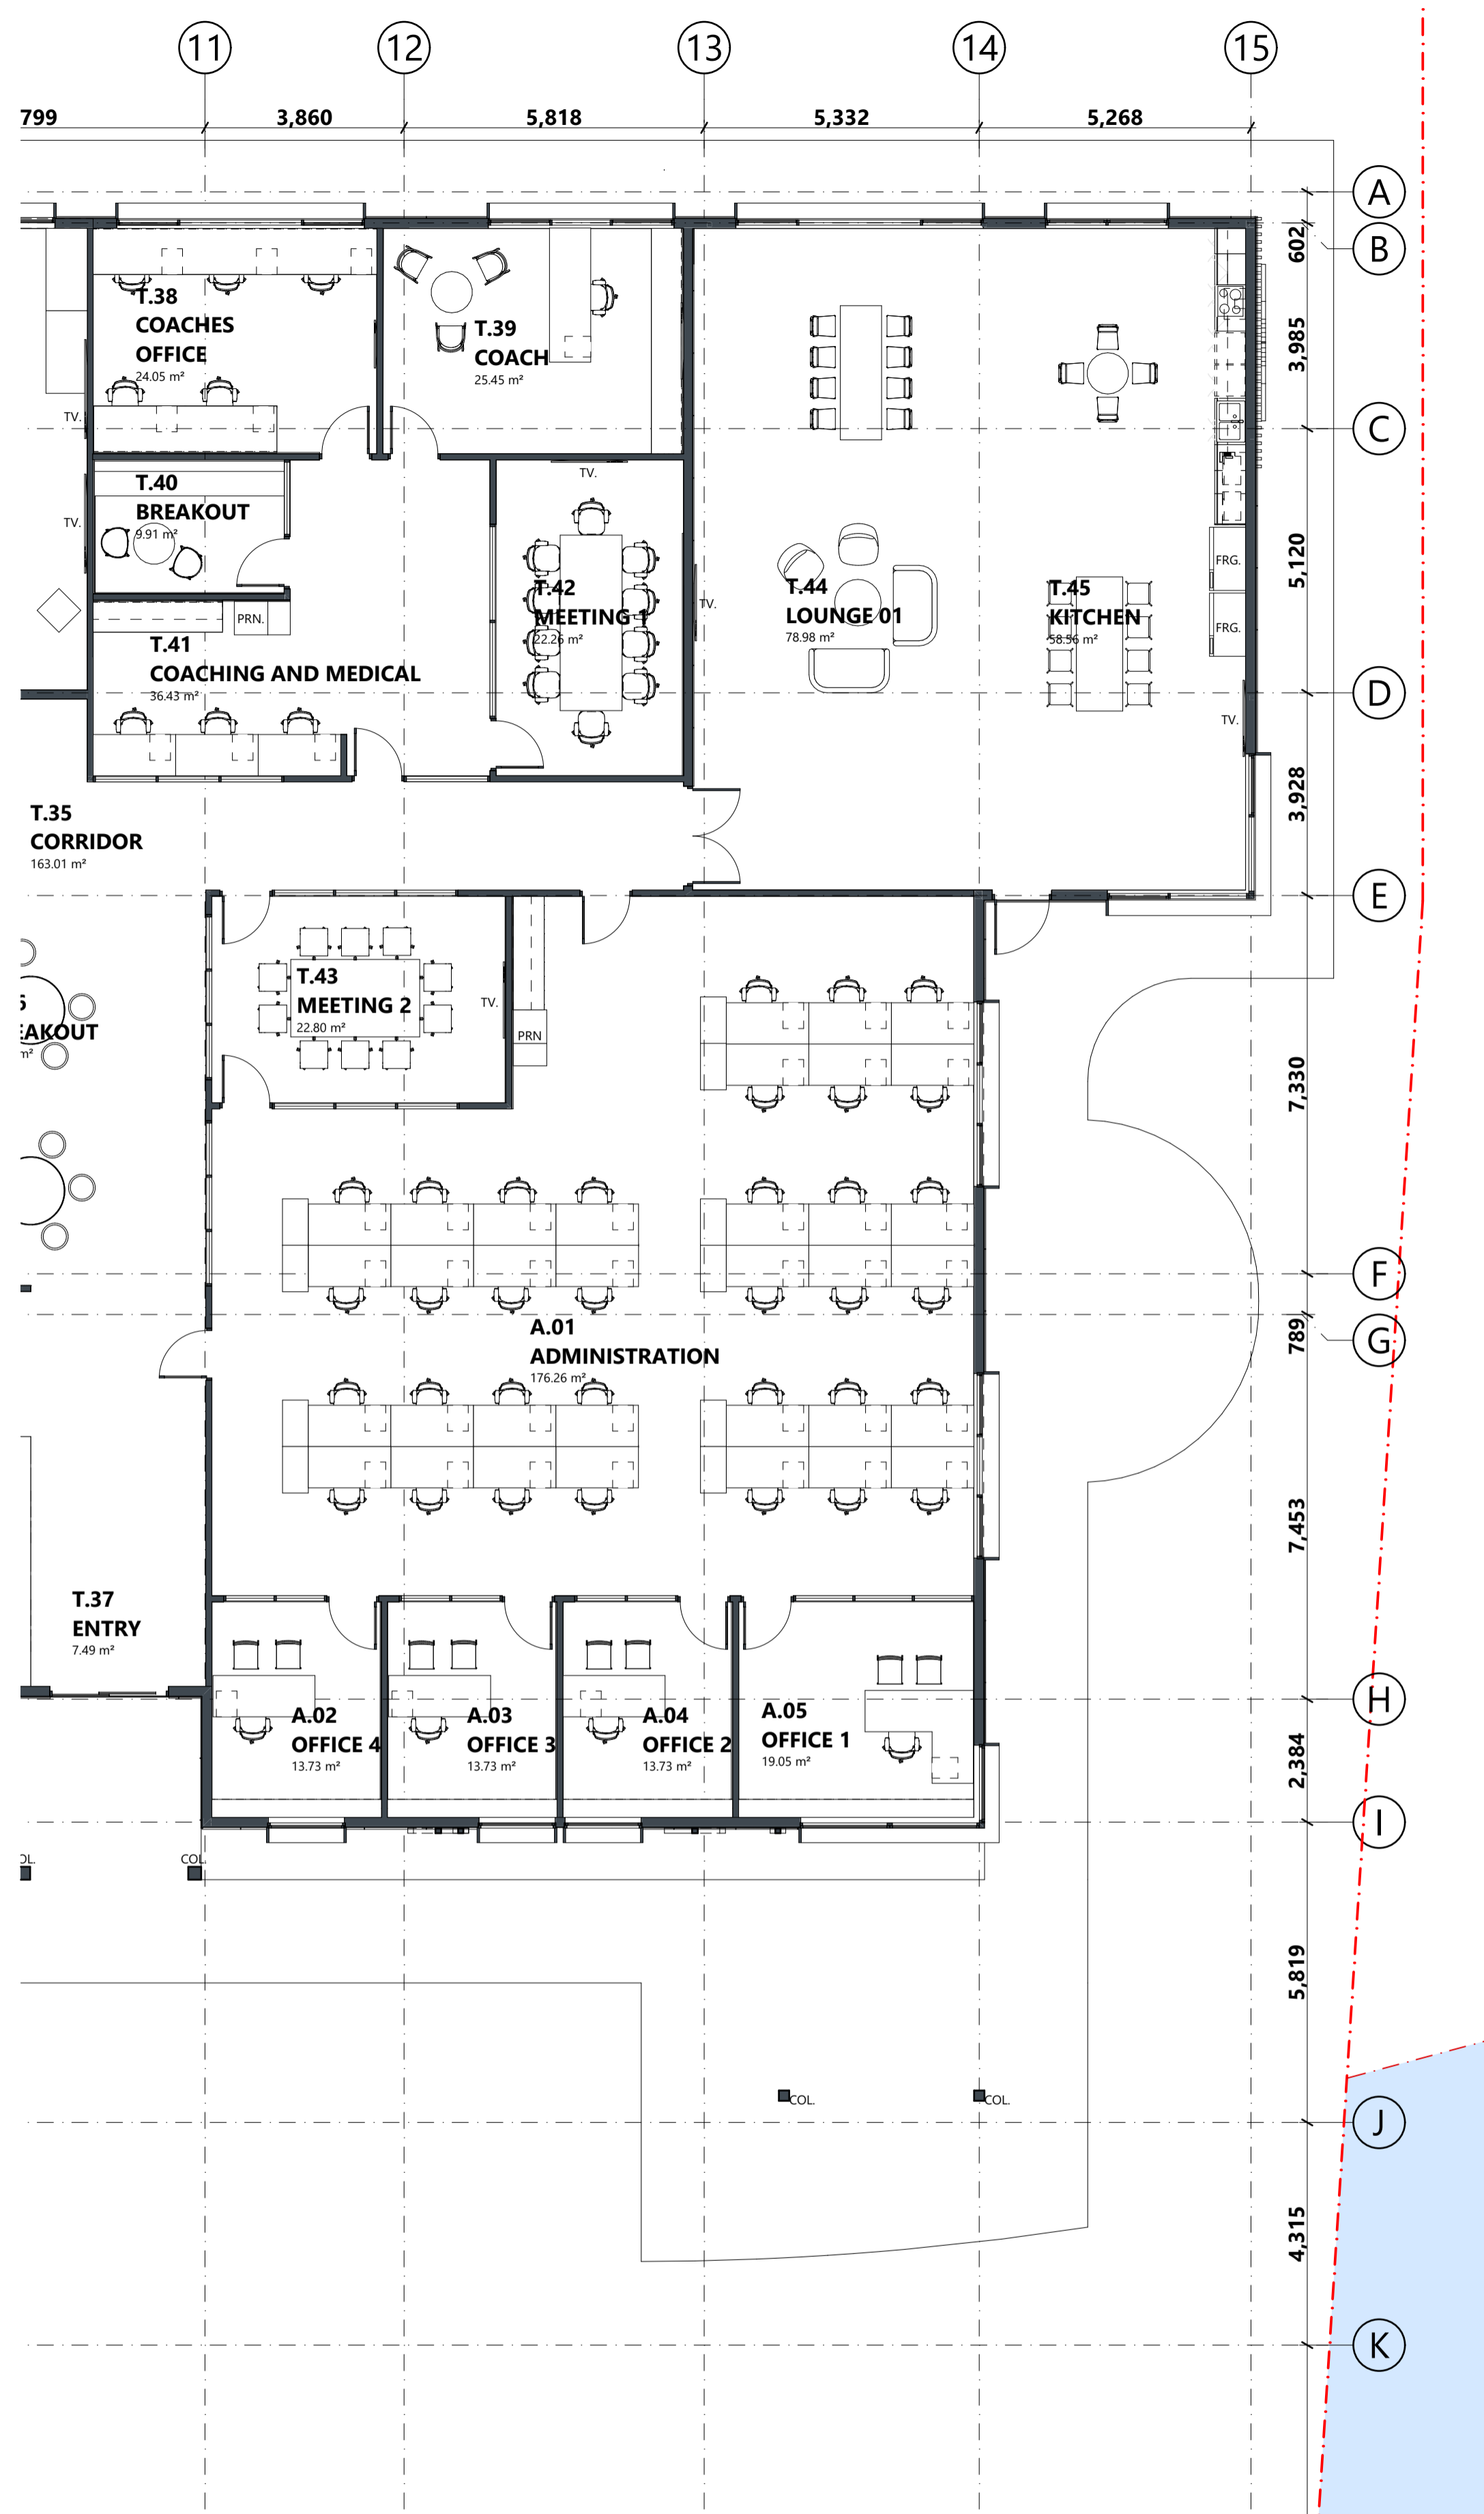 11
12
13
14
15
799
3,860
5,818
5,332
5,268
A
602
B
3,985
C
5,120
D
3,928
E
7,330
F
789
G
7,453
H
2,384
I
5,819
J
4,315
K
T.38
COACHES
OFFICE
24.05 m²
T.39
COACH
25.45 m²
TV.
T.40
BREAKOUT
9.91 m²
TV.
TV.
T.42
MEETING 1
22.26 m²
TV.
T.44
LOUNGE 01
78.98 m²
T.45
KITCHEN
58.56 m²
FRG.
FRG.
PRN.
T.41
COACHING AND MEDICAL
36.43 m²
TV.
T.35
CORRIDOR
163.01 m²
T.43
MEETING 2
22.80 m²
TV.
PRN
EAKOUT
m²
A.01
ADMINISTRATION
176.26 m²
T.37
ENTRY
7.49 m²
A.02
OFFICE 4
13.73 m²
A.03
OFFICE 3
13.73 m²
A.04
OFFICE 2
13.73 m²
A.05
OFFICE 1
19.05 m²
OL.
COL.
COL.
COL.